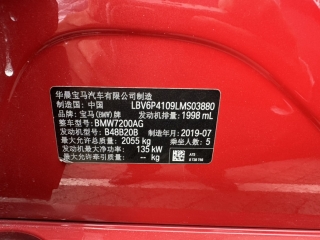 华晨宝马汽车有限公司制造
制造国: 中国 LBV6P4109LMS03880
品牌: 宝马(BMW)牌 发动机排量: 1998 mL
整车型号: BMW7200AG
发动机型号: B48B20B 制造年月: 2019-07
最大允许总质量: 2055 kg 乘坐人数: 5
发动机最大净功率: 135 kW
最大允许牵引质量: -- kg